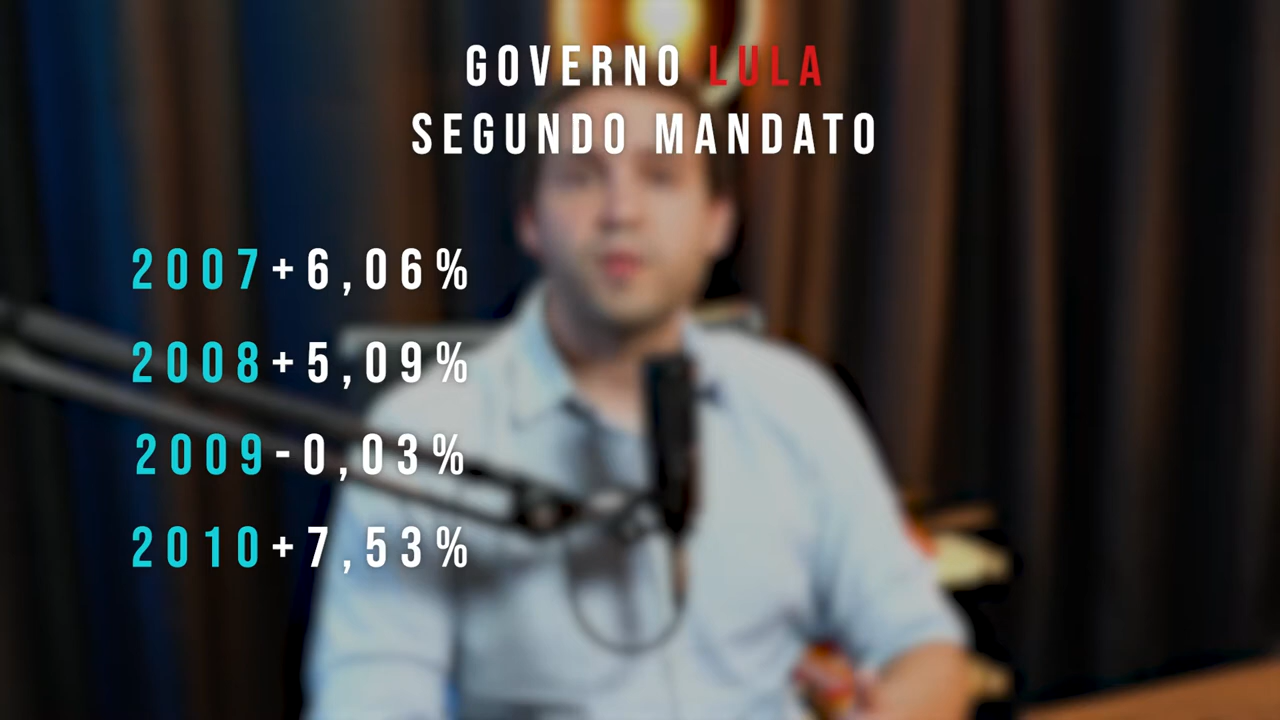 GOVERNO LULA
SEGUNDO MANDATO
2007+6,06%
2008+5,09%
2009-0,03%
2010+7,53%